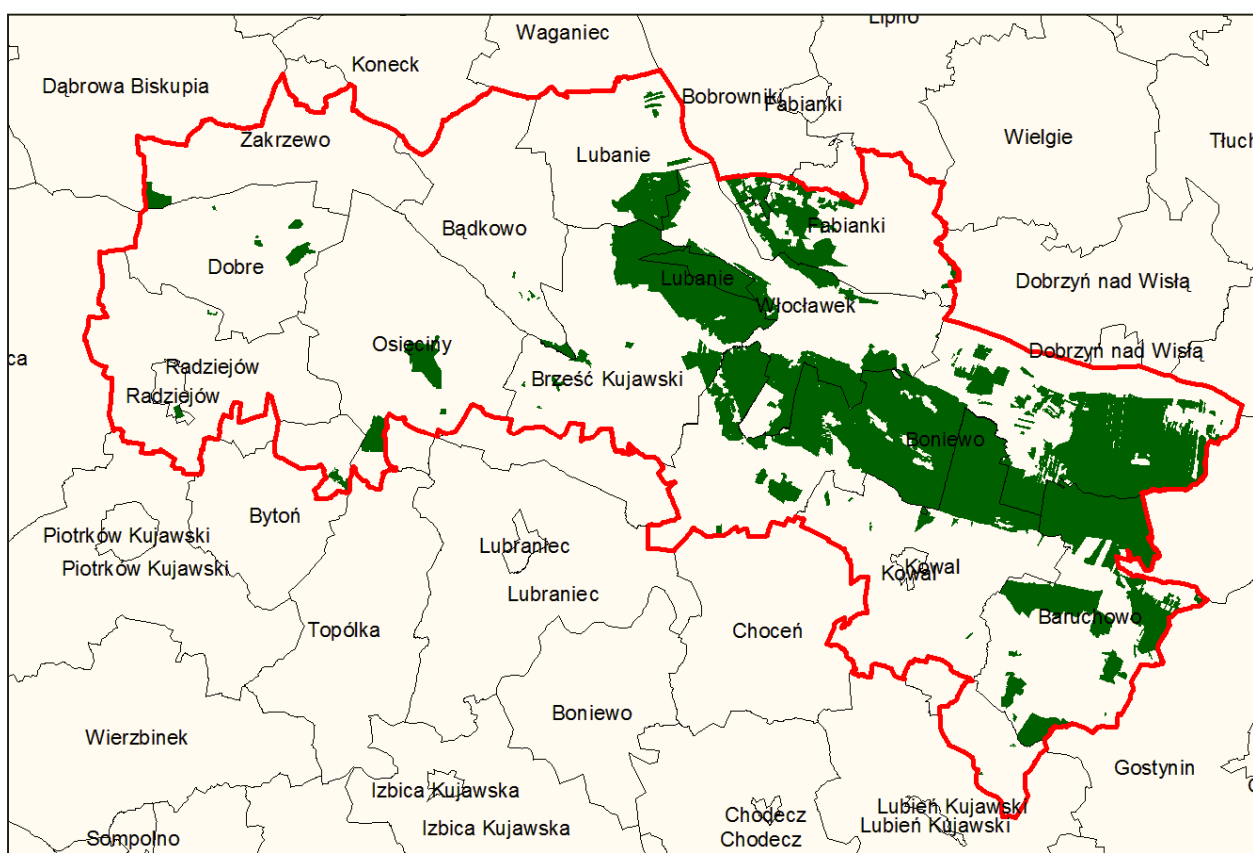 Lipno
Waganiec
Koneck
Dąbrowa Biskupia
Bobrowniki
Fabianki
Wielgie
Tłuch
Zakrzewo
Lubanie
Bądkowo
Fabianki
Dobre
Lubanie
Dobrzyń nad Wisłą
Włocławek
Osięciny
Dobrzyń nad Wisłą
ca
Radziejów
Brześć Kujawski
Radziejów
Boniewo
Bytoń
Piotrków Kujawski
Lubraniec
Piotrków Kujawski
Kowal
Kowal
Lubraniec
Baruchowo
Topólka
Choceń
Boniewo
Wierzbinek
Gostynin
Izbica Kujawska
Lubień Kujawski
Chodecz
Lubień Kujawski
Izbica Kujawska
Chodecz
Sompolno